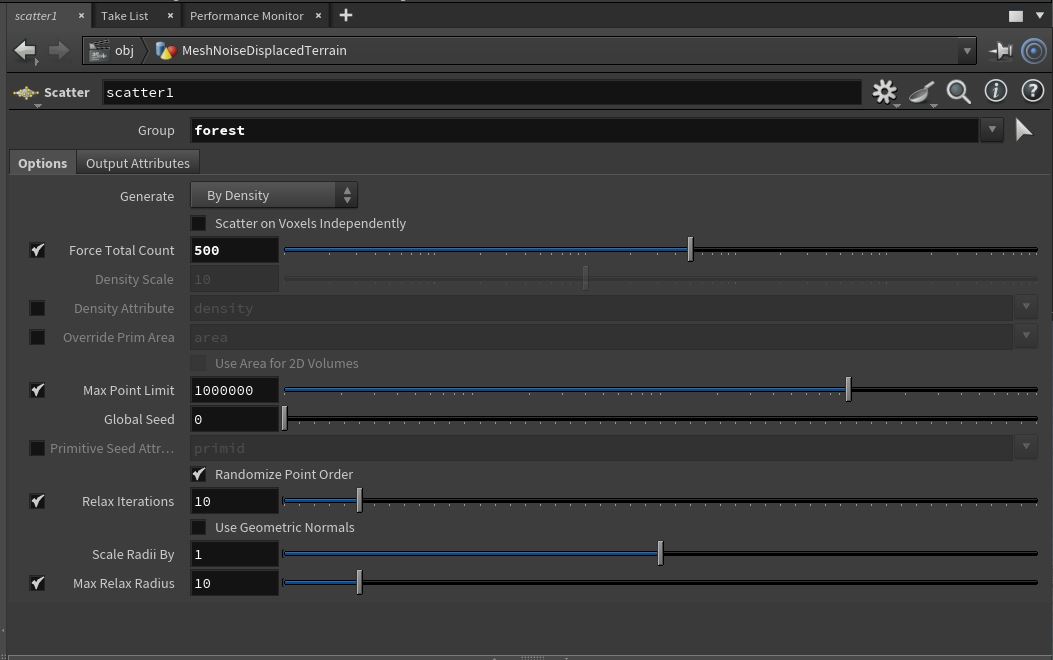 scatter1 × Take List × Performance Monitor × +
obj MeshNoiseDisplacedTerrain
Scatter scatter1
Group forest
Options Output Attributes
Generate By Density
Scatter on Voxels Independently
Force Total Count 500
Density Scale 10
Density Attribute density
Override Prim Area area
Use Area for 2D Volumes
Max Point Limit 1000000
Global Seed 0
Primitive Seed Attr... primid
Randomize Point Order
Relax Iterations 10
Use Geometric Normals
Scale Radii By 1
Max Relax Radius 10